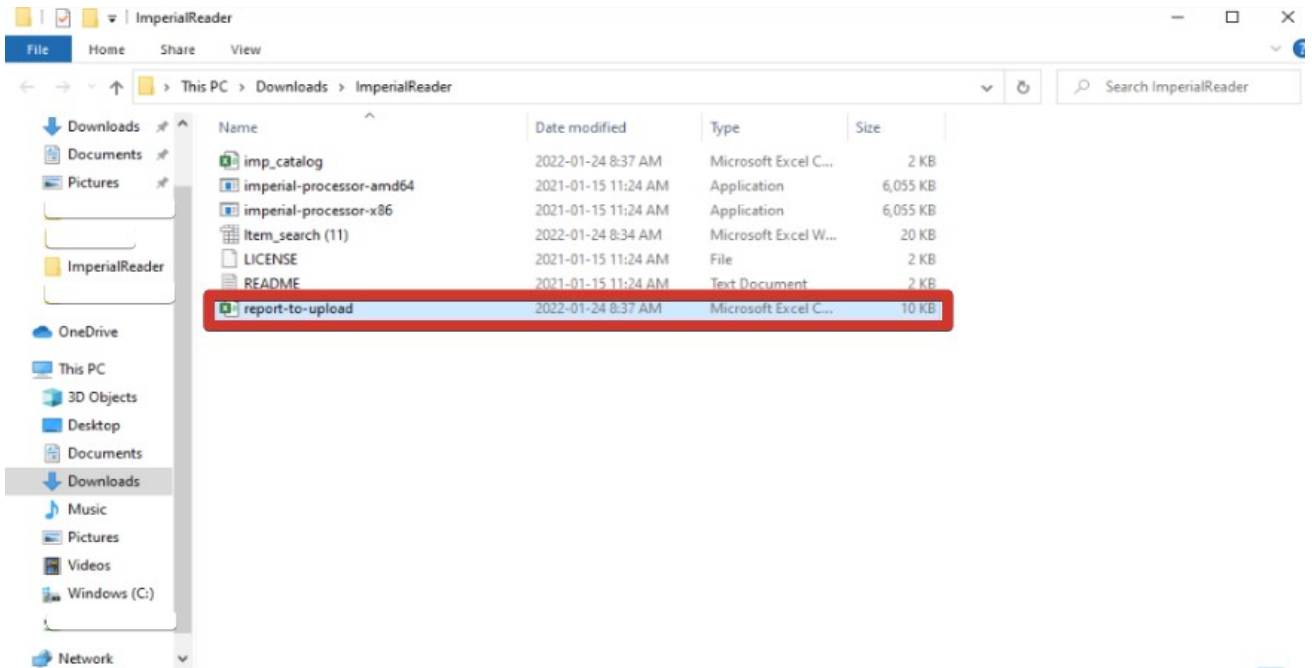 ImperialReader
File Home Share View
This PC > Downloads > ImperialReader
Search ImperialReader
Downloads
Documents
Pictures
ImperialReader
OneDrive
This PC
3D Objects
Desktop
Documents
Downloads
Music
Pictures
Videos
Windows (C:)
Network
Name Date modified Type Size
imp_catalog 2022-01-24 8:37 AM Microsoft Excel C... 2 KB
imperial-processor-amd64 2021-01-15 11:24 AM Application 6,055 KB
imperial-processor-x86 2021-01-15 11:24 AM Application 6,055 KB
Item_search (11) 2022-01-24 8:34 AM Microsoft Excel W... 20 KB
LICENSE 2021-01-15 11:24 AM File 2 KB
README 2021-01-15 11:24 AM Text Document 2 KB
report-to-upload 2022-01-24 8:37 AM Microsoft Excel C... 10 KB